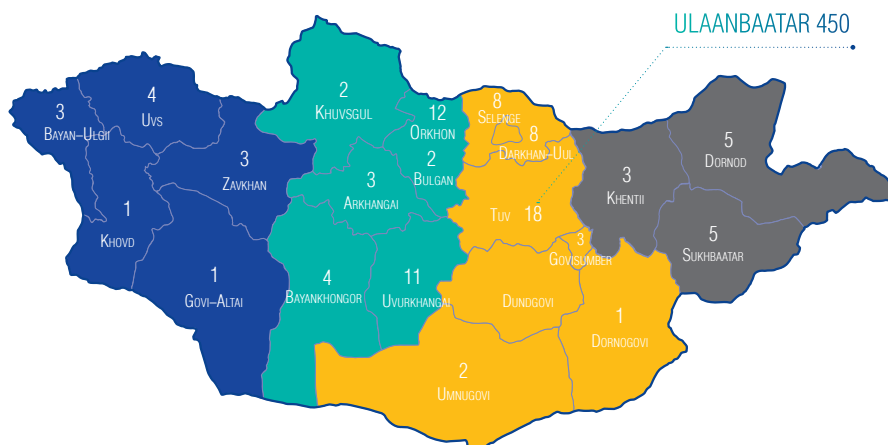 ULAANBAATAR 450
3
BAYAN–ULGII
4
UVS
3
ZAVKHAN
1
KHOVD
1
GOVI–ALTAI
2
KHUVSGUL
12
ORKHON
2
BULGAN
3
ARKHANGAI
4
BAYANKHONGOR
11
UVURKHANGAI
8
SELENGE
8
DARKHAN–UUL
TUV 18
3
GOVISUMBER
DUNDGOVI
1
DORNOGOVI
2
UMNUGOVI
3
KHENTII
5
DORNOD
5
SUKHBAATAR